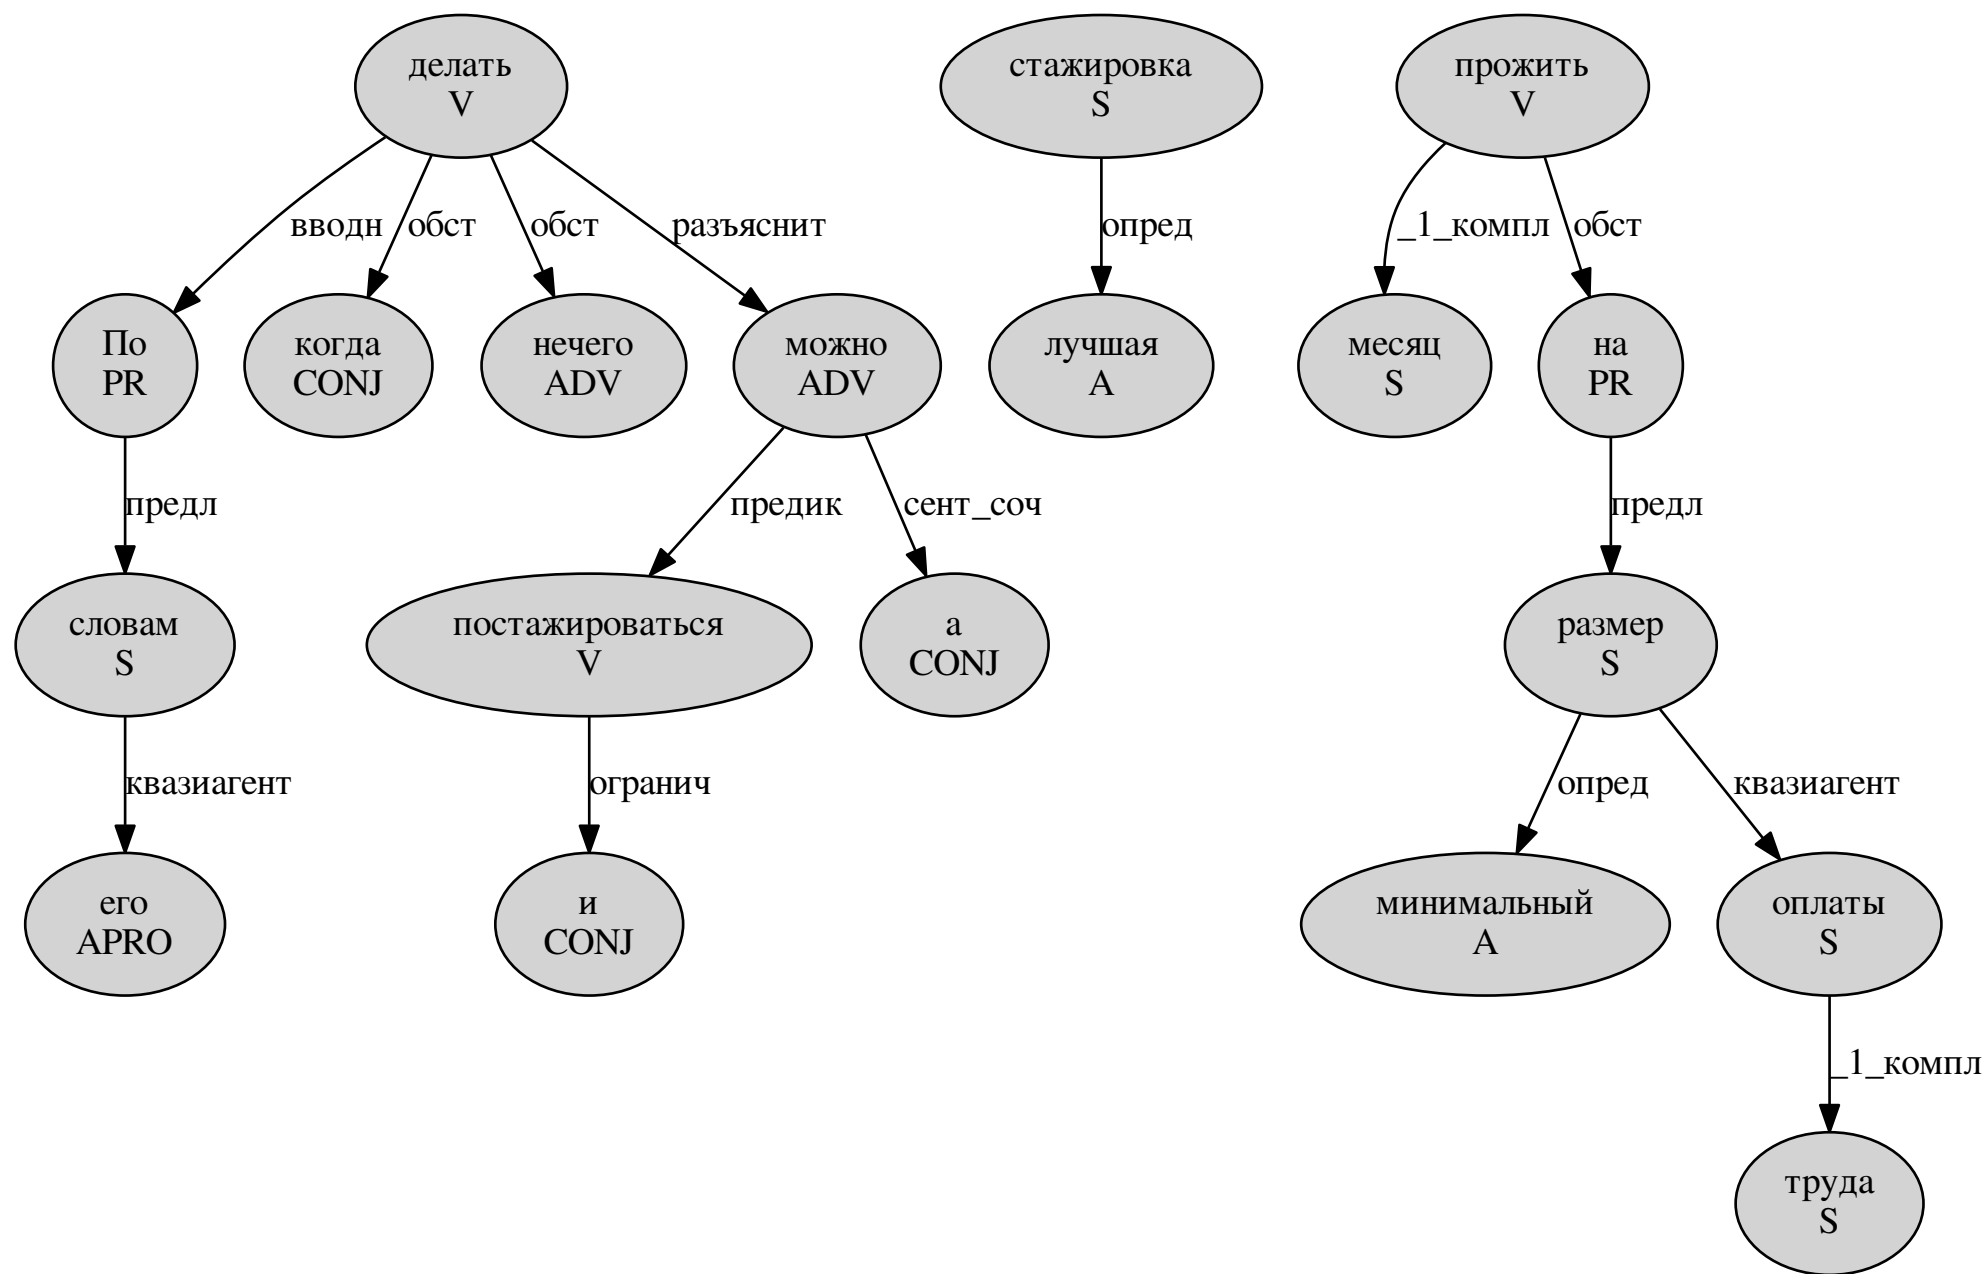 делать
V
стажировка
S
прожить
V
вводн
обст
обст
разъяснит
опред
_1_компл
обст
По
PR
когда
CONJ
нечего
ADV
можно
ADV
лучшая
A
месяц
S
на
PR
предл
предик
сент_соч
предл
словам
S
постажироваться
V
а
CONJ
размер
S
квазиагент
огранич
опред
квазиагент
его
APRO
и
CONJ
минимальный
A
оплаты
S
_1_компл
труда
S